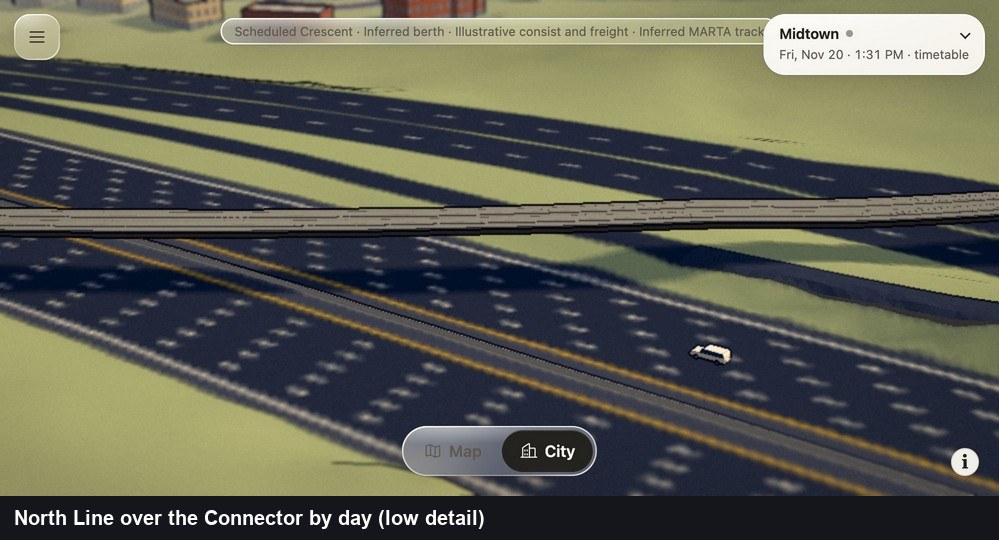 Scheduled Crescent · Inferred berth · Illustrative consist and freight · Inferred MARTA track
Midtown
Fri, Nov 20 · 1:31 PM · timetable
Map
City
i
North Line over the Connector by day (low detail)